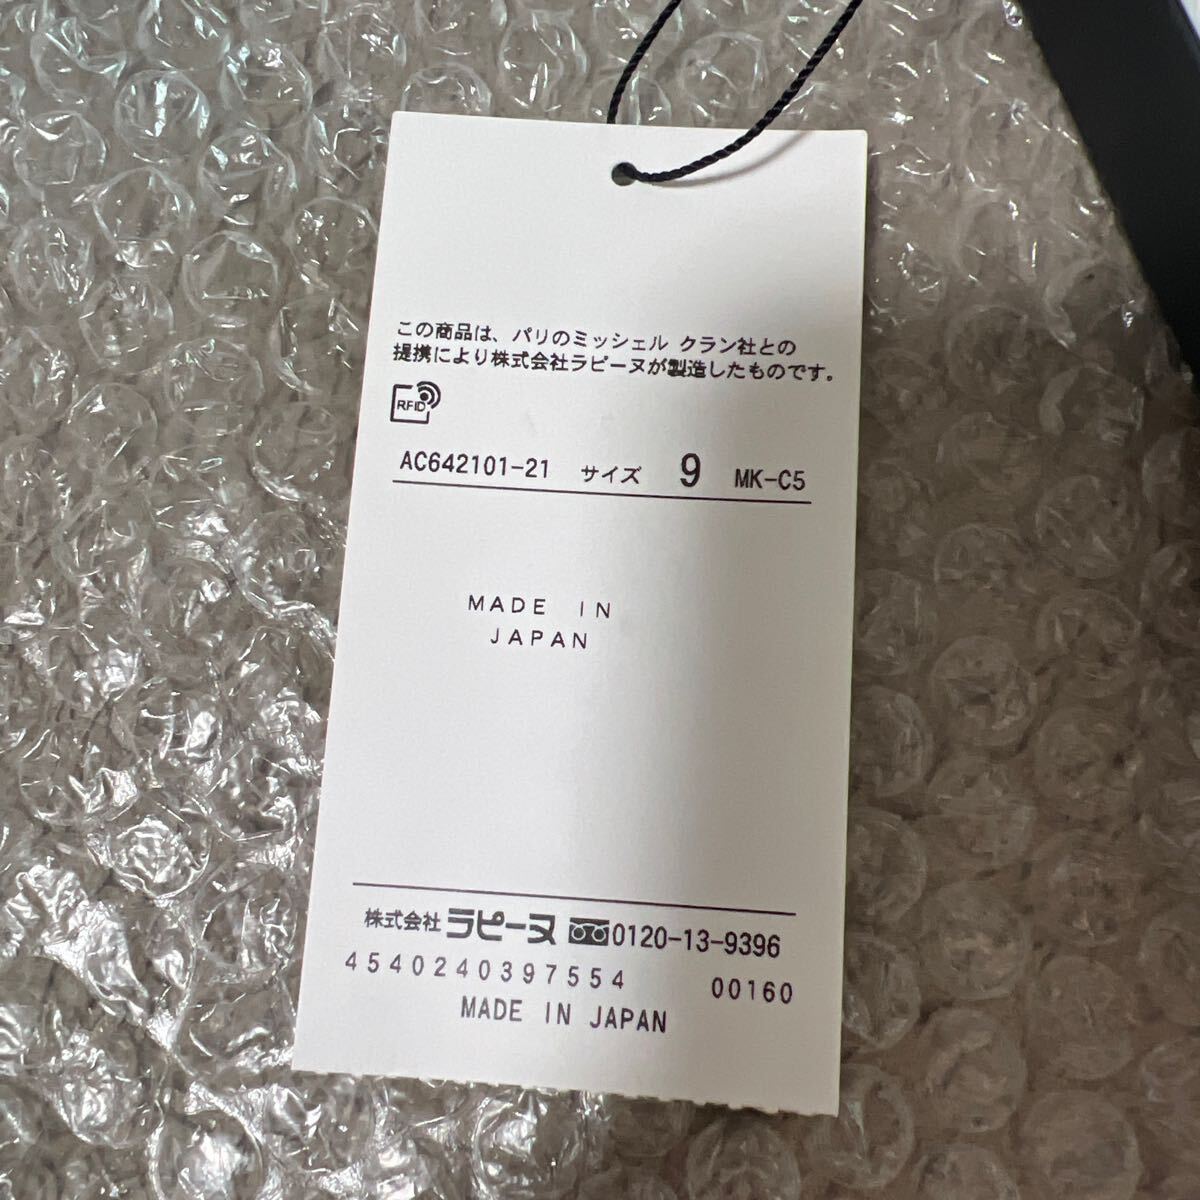 この商品は、パリのミッシェル クラン社との
提携により株式会社ラピーヌが製造したものです。
RFID
AC642101-21 サイズ 9 MK-C5
MADE IN
JAPAN
株式会社 ラピーヌ 0120-13-9396
4540240397554 00160
MADE IN JAPAN